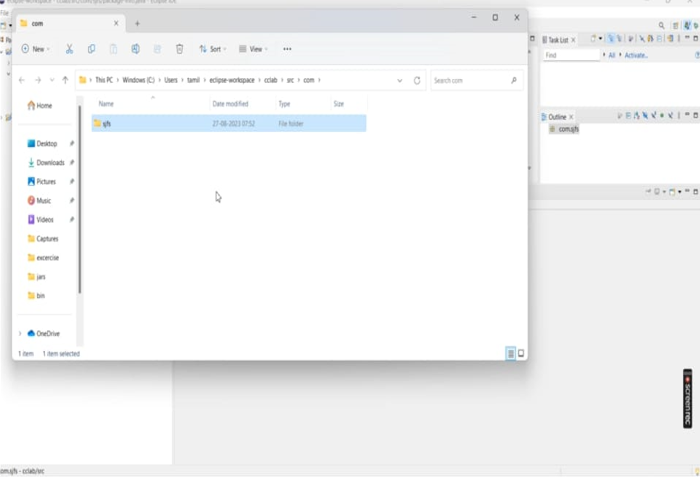 com
New
Sort
View
This PC > Windows (C:) > Users > tamil > eclipse-workspace > cclab > src > com >
Search com
Name
Date modified
Type
Size
sjfs
27-08-2023 07:52
File folder
Home
Desktop
Downloads
Pictures
Music
Videos
Captures
excercise
jars
bin
OneDrive
1 item
1 item selected
Task List
Find
All
Activate...
Outline
com.sjfs
screenrec
om.sjfs - cclab/src